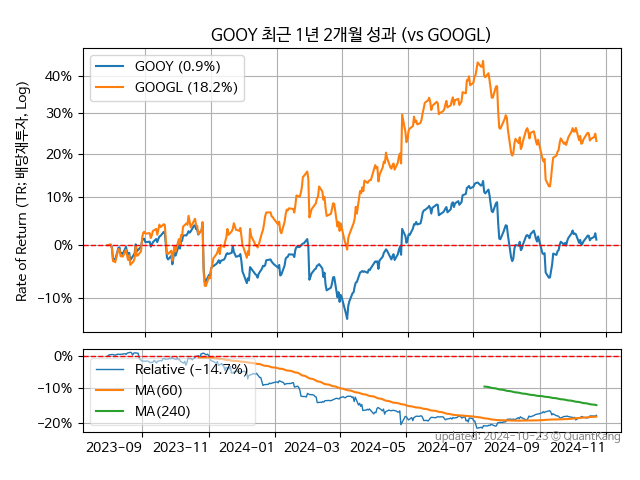 GOOY 최근 1년 2개월 성과 (vs GOOGL)
Rate of Return (TR: 배당재투자, Log)
GOOY (0.9%)
GOOGL (18.2%)
40%
30%
20%
10%
0%
−10%
0%
−10%
−20%
Relative (−14.7%)
MA(60)
MA(240)
2023−09 2023−11 2024−01 2024−03 2024−05 2024−07 2024−09 2024−11
updated: 2024-10-23 © QuantKang